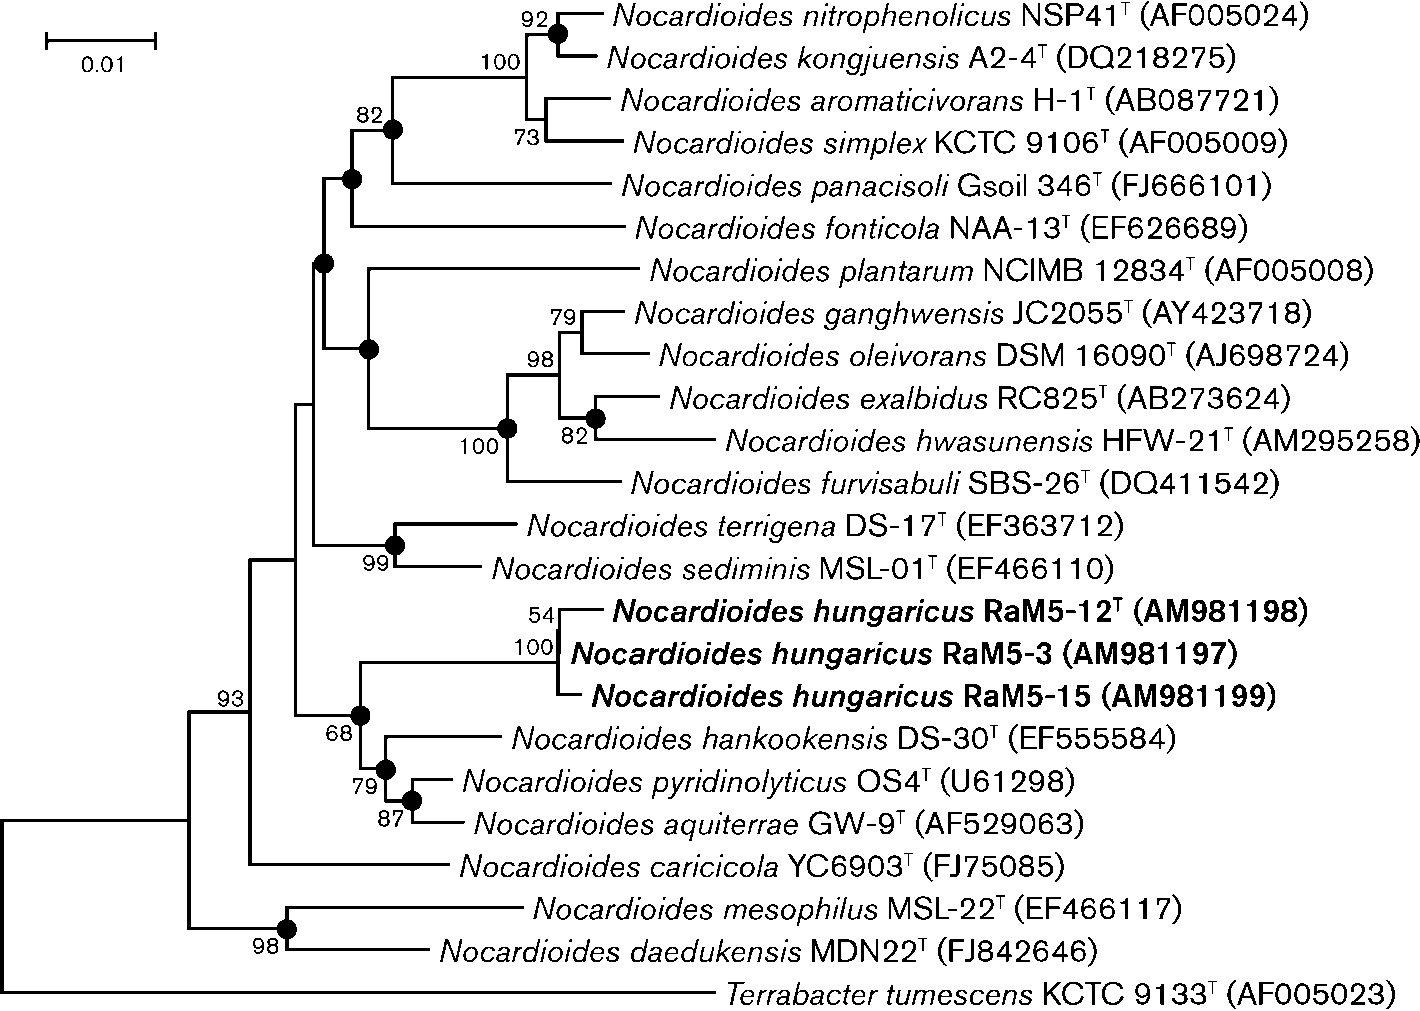 92
Nocardioides nitrophenolicus NSP41ᵀ (AF005024)
0.01
100
Nocardioides kongjuensis A2-4ᵀ (DQ218275)
Nocardioides aromaticivorans H-1ᵀ (AB087721)
82
73
Nocardioides simplex KCTC 9106ᵀ (AF005009)
Nocardioides panacisoli Gsoil 346ᵀ (FJ666101)
Nocardioides fonticola NAA-13ᵀ (EF626689)
Nocardioides plantarum NCIMB 12834ᵀ (AF005008)
79
Nocardioides ganghwensis JC2055ᵀ (AY423718)
98
Nocardioides oleivorans DSM 16090ᵀ (AJ698724)
Nocardioides exalbidus RC825ᵀ (AB273624)
100
82
Nocardioides hwasunensis HFW-21ᵀ (AM295258)
Nocardioides furvisabuli SBS-26ᵀ (DQ411542)
Nocardioides terrigena DS-17ᵀ (EF363712)
99
Nocardioides sediminis MSL-01ᵀ (EF466110)
54
Nocardioides hungaricus RaM5-12ᵀ (AM981198)
100
Nocardioides hungaricus RaM5-3 (AM981197)
93
Nocardioides hungaricus RaM5-15 (AM981199)
68
Nocardioides hankookensis DS-30ᵀ (EF555584)
79
Nocardioides pyridinolyticus OS4ᵀ (U61298)
87
Nocardioides aquiterrae GW-9ᵀ (AF529063)
Nocardioides caricicola YC6903ᵀ (FJ75085)
Nocardioides mesophilus MSL-22ᵀ (EF466117)
98
Nocardioides daedukensis MDN22ᵀ (FJ842646)
Terrabacter tumescens KCTC 9133ᵀ (AF005023)